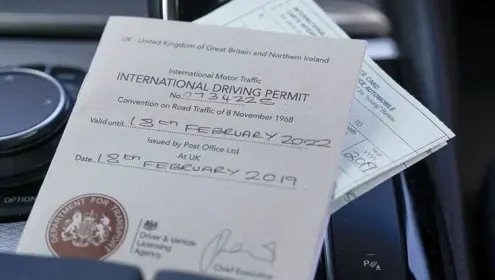 UK - United Kingdom of Great Britain and Northern Ireland
International Motor Traffic
INTERNATIONAL DRIVING PERMIT
No. 073422E
Convention on Road Traffic of 8 November 1968
Valid until 18th FEBRUARY 2022
Issued by Post Office Ltd
At UK
Date 18th FEBRUARY 2019
DEPARTMENT FOR TRANSPORT
Driver & Vehicle
Licensing
Agency
Chief Executive
OPTION